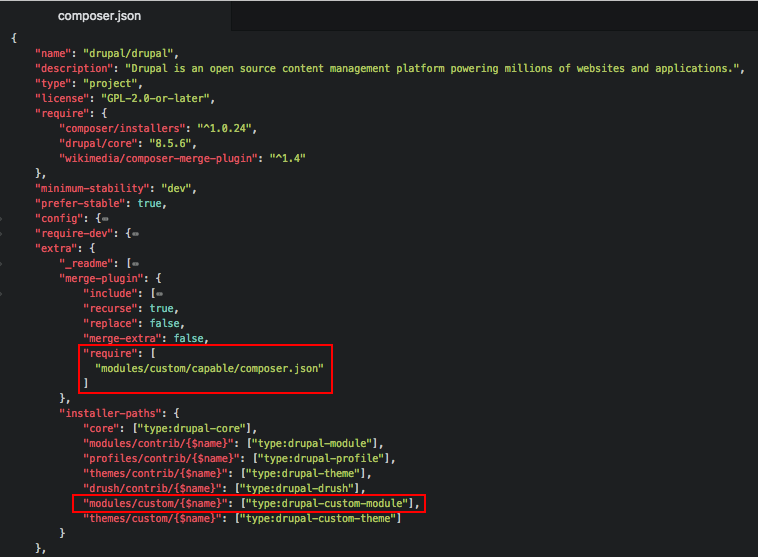 composer.json
{
"name": "drupal/drupal",
"description": "Drupal is an open source content management platform powering millions of websites and applications.",
"type": "project",
"license": "GPL-2.0-or-later",
"require": {
"composer/installers": "^1.0.24",
"drupal/core": "8.5.6",
"wikimedia/composer-merge-plugin": "^1.4"
},
"minimum-stability": "dev",
"prefer-stable": true,
"config": {
"require-dev": {
"extra": {
"_readme": [
"merge-plugin": {
"include": [
"recurse": true,
"replace": false,
"merge-extra": false,
"require": [
"modules/custom/capable/composer.json"
]
},
"installer-paths": {
"core": ["type:drupal-core"],
"modules/contrib/{$name}": ["type:drupal-module"],
"profiles/contrib/{$name}": ["type:drupal-profile"],
"themes/contrib/{$name}": ["type:drupal-theme"],
"drush/contrib/{$name}": ["type:drupal-drush"],
"modules/custom/{$name}": ["type:drupal-custom-module"],
"themes/custom/{$name}": ["type:drupal-custom-theme"]
}
},